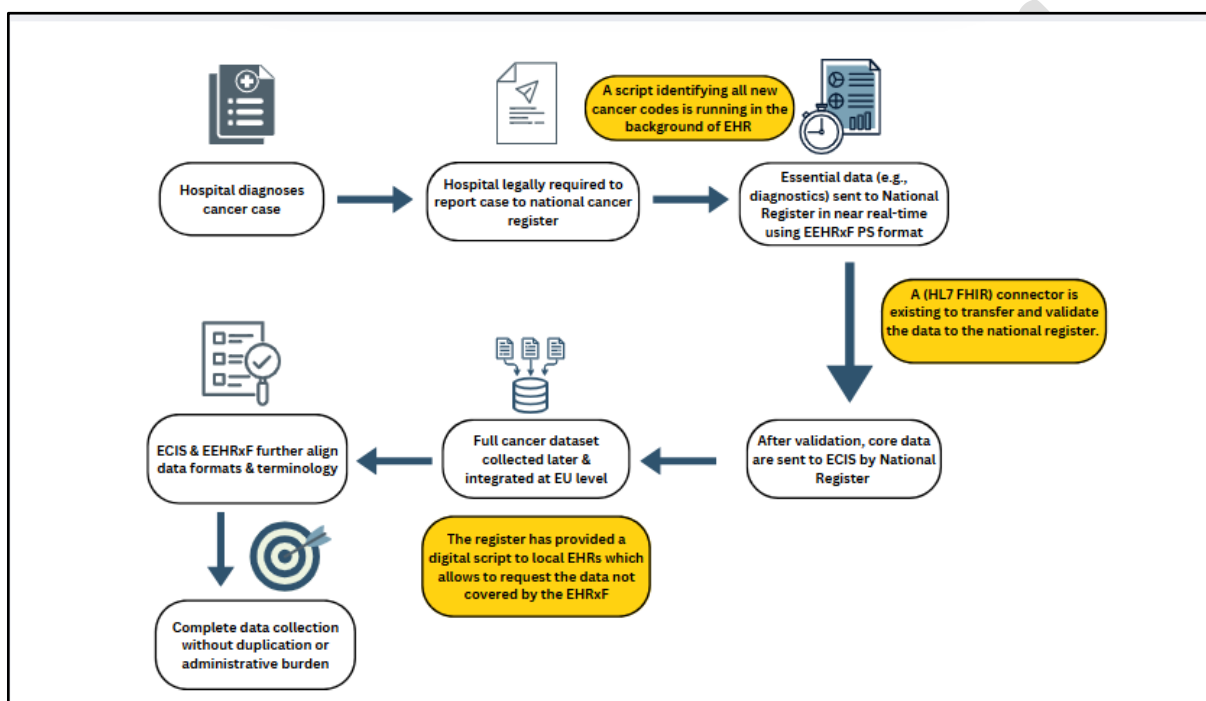 A script identifying all new
cancer codes is running in the
background of EHR
Hospital diagnoses
cancer case
Hospital legally required to
report case to national cancer
register
Essential data (e.g.,
diagnostics) sent to National
Register in near real-time
using EEHRxF PS format
A (HL7 FHIR) connector is
existing to transfer and validate
the data to the national register.
After validation, core data
are sent to ECIS by National
Register
Full cancer dataset
collected later &
integrated at EU level
The register has provided a
digital script to local EHRs which
allows to request the data not
covered by the EHRxF
ECIS & EEHRxF further align
data formats & terminology
Complete data collection
without duplication or
administrative burden